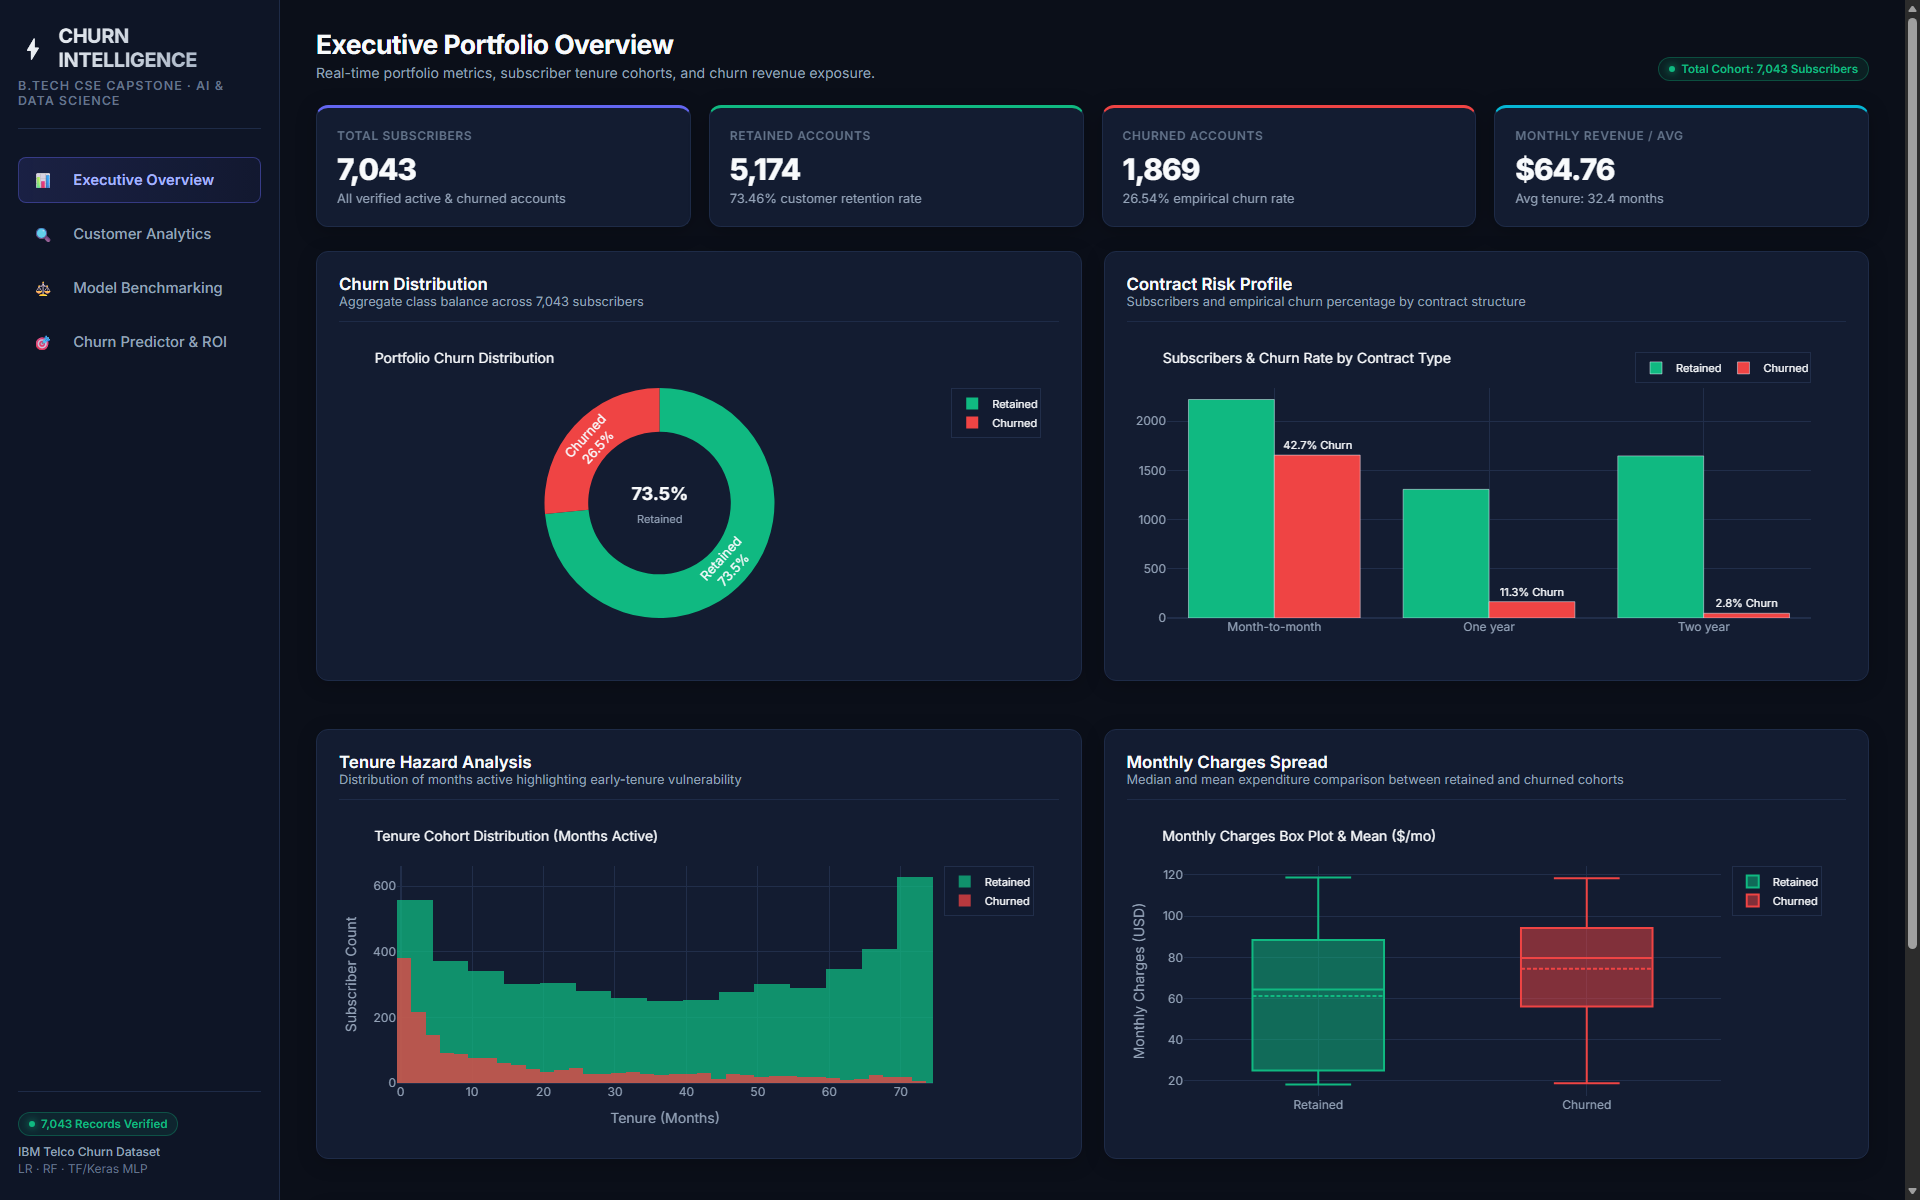 CHURN
INTELLIGENCE
B.TECH CSE CAPSTONE · AI &
DATA SCIENCE
Executive Overview
Customer Analytics
Model Benchmarking
Churn Predictor & ROI
7,043 Records Verified
IBM Telco Churn Dataset
LR · RF · TF/Keras MLP
Executive Portfolio Overview
Real-time portfolio metrics, subscriber tenure cohorts, and churn revenue exposure.
Total Cohort: 7,043 Subscribers
TOTAL SUBSCRIBERS
7,043
All verified active & churned accounts
RETAINED ACCOUNTS
5,174
73.46% customer retention rate
CHURNED ACCOUNTS
1,869
26.54% empirical churn rate
MONTHLY REVENUE / AVG
$64.76
Avg tenure: 32.4 months
Churn Distribution
Aggregate class balance across 7,043 subscribers
Portfolio Churn Distribution
Retained
Churned
Churned
26.5%
73.5%
Retained
Retained
73.5%
Contract Risk Profile
Subscribers and empirical churn percentage by contract structure
Subscribers & Churn Rate by Contract Type
Retained Churned
2000
1500
1000
500
0
42.7% Churn
11.3% Churn
2.8% Churn
Month-to-month One year Two year
Tenure Hazard Analysis
Distribution of months active highlighting early-tenure vulnerability
Tenure Cohort Distribution (Months Active)
Retained
Churned
Subscriber Count
600
400
200
0
0 10 20 30 40 50 60 70
Tenure (Months)
Monthly Charges Spread
Median and mean expenditure comparison between retained and churned cohorts
Monthly Charges Box Plot & Mean ($/mo)
Retained
Churned
Monthly Charges (USD)
120
100
80
60
40
20
Retained Churned